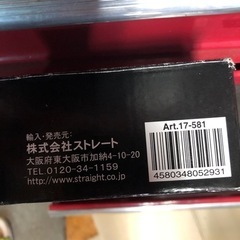 輸入・発売元:
株式会社ストレート
大阪府東大阪市加納4-10-20
TEL.0120-34-1159
http://www.straight.co.jp
Art.17-581
4580348052931